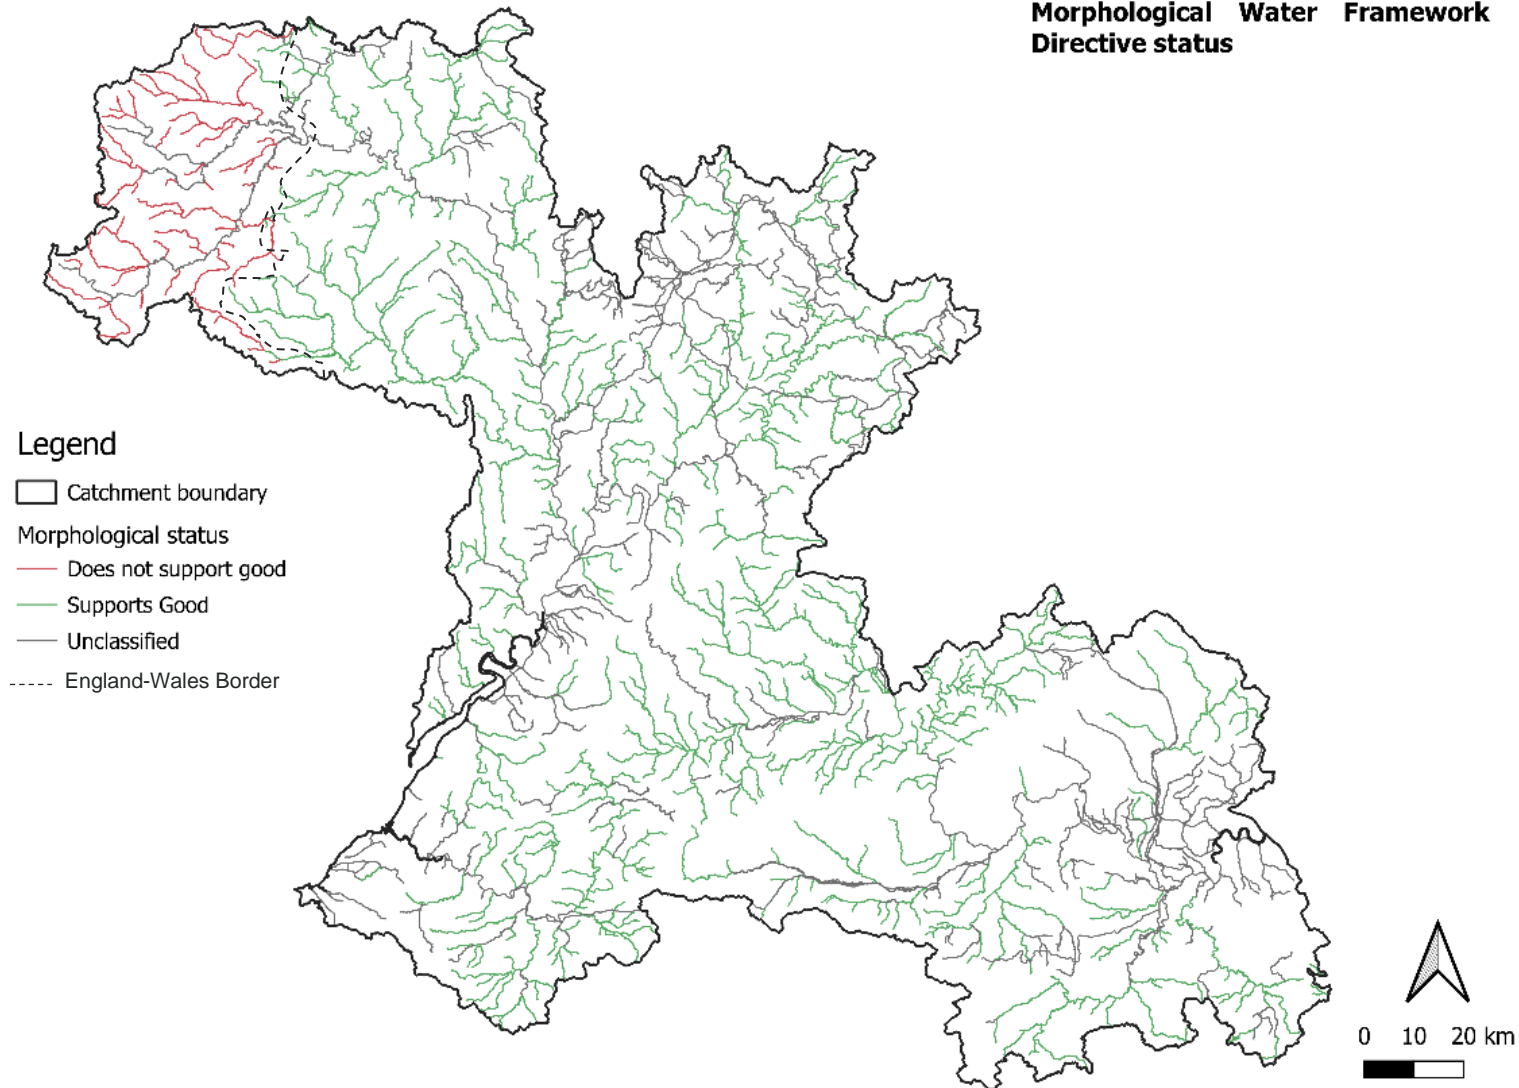 Morphological Water Framework
Directive status
Legend
Catchment boundary
Morphological status
Does not support good
Supports Good
Unclassified
England-Wales Border
0 10 20 km